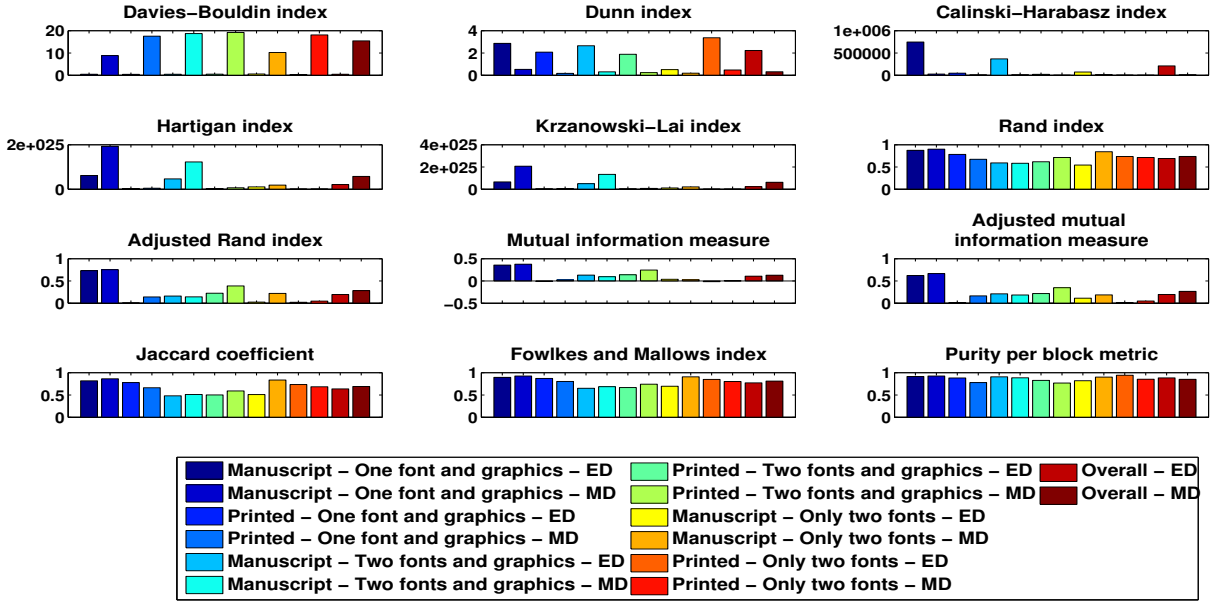 Davies−Bouldin index
20
10
0
Dunn index
4
2
0
Calinski−Harabasz index
1e+006
500000
0
Hartigan index
2e+025
0
Krzanowski−Lai index
4e+025
2e+025
0
Rand index
1
0.5
0
Adjusted Rand index
1
0.5
0
Mutual information measure
0.5
0
−0.5
Adjusted mutual
information measure
1
0.5
0
Jaccard coefficient
1
0.5
0
Fowlkes and Mallows index
1
0.5
0
Purity per block metric
1
0.5
0
Manuscript − One font and graphics − ED
Manuscript − One font and graphics − MD
Printed − One font and graphics − ED
Printed − One font and graphics − MD
Manuscript − Two fonts and graphics − ED
Manuscript − Two fonts and graphics − MD
Printed − Two fonts and graphics − ED
Printed − Two fonts and graphics − MD
Manuscript − Only two fonts − ED
Manuscript − Only two fonts − MD
Printed − Only two fonts − ED
Printed − Only two fonts − MD
Overall − ED
Overall − MD